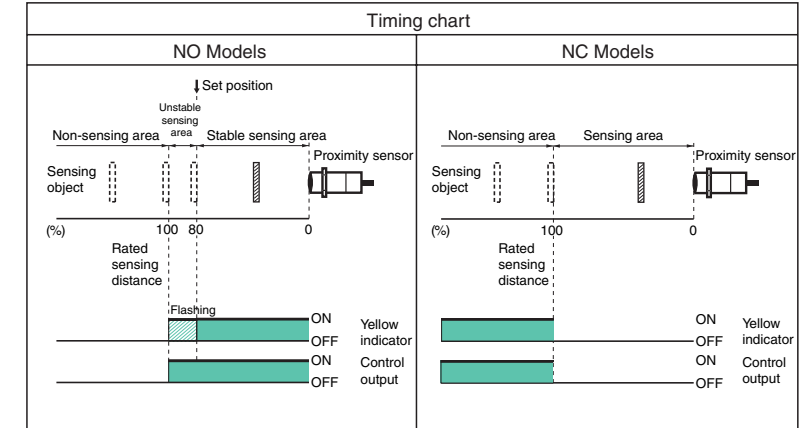 Timing chart
NO Models
NC Models
Set position
Unstable
sensing
area
Non-sensing area
Stable sensing area
Proximity sensor
Sensing
object
(%)
100
80
0
Rated
sensing
distance
Flashing
ON
OFF
Yellow
indicator
ON
OFF
Control
output
Non-sensing area
Sensing area
Proximity sensor
Sensing
object
(%)
100
0
Rated
sensing
distance
ON
OFF
Yellow
indicator
ON
OFF
Control
output